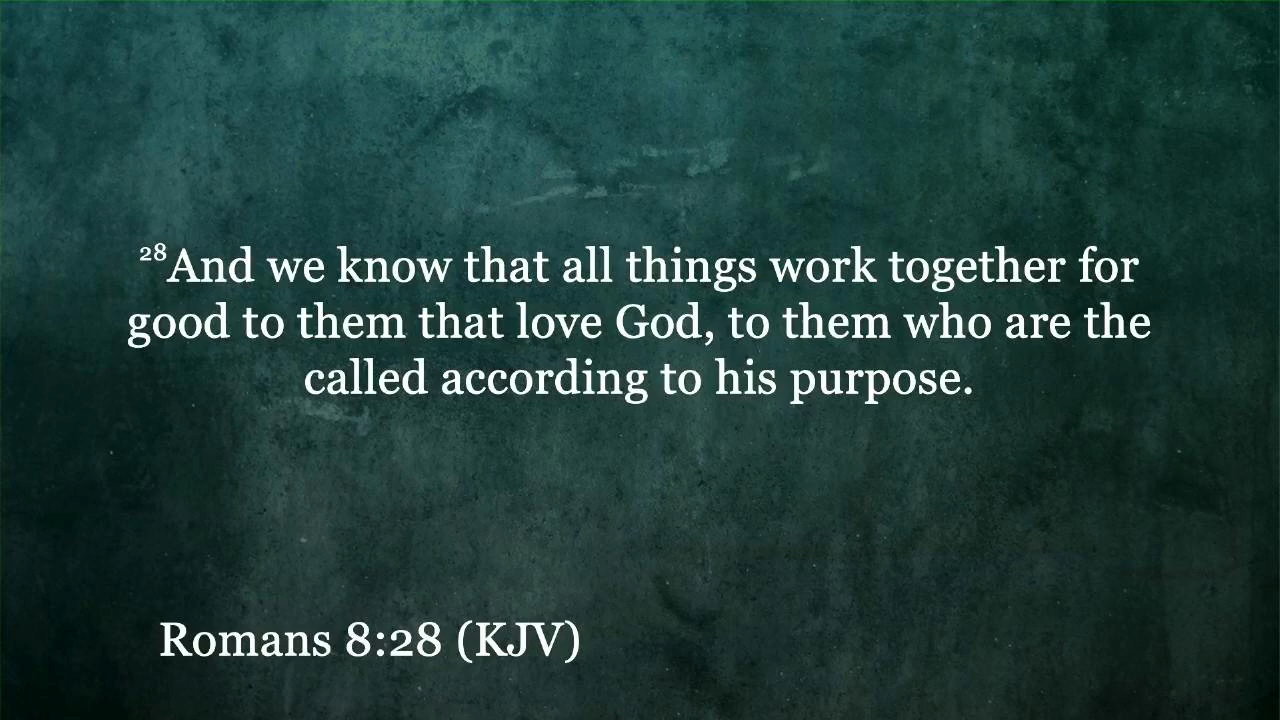 28And we know that all things work together for
good to them that love God, to them who are the
called according to his purpose.
Romans 8:28 (KJV)